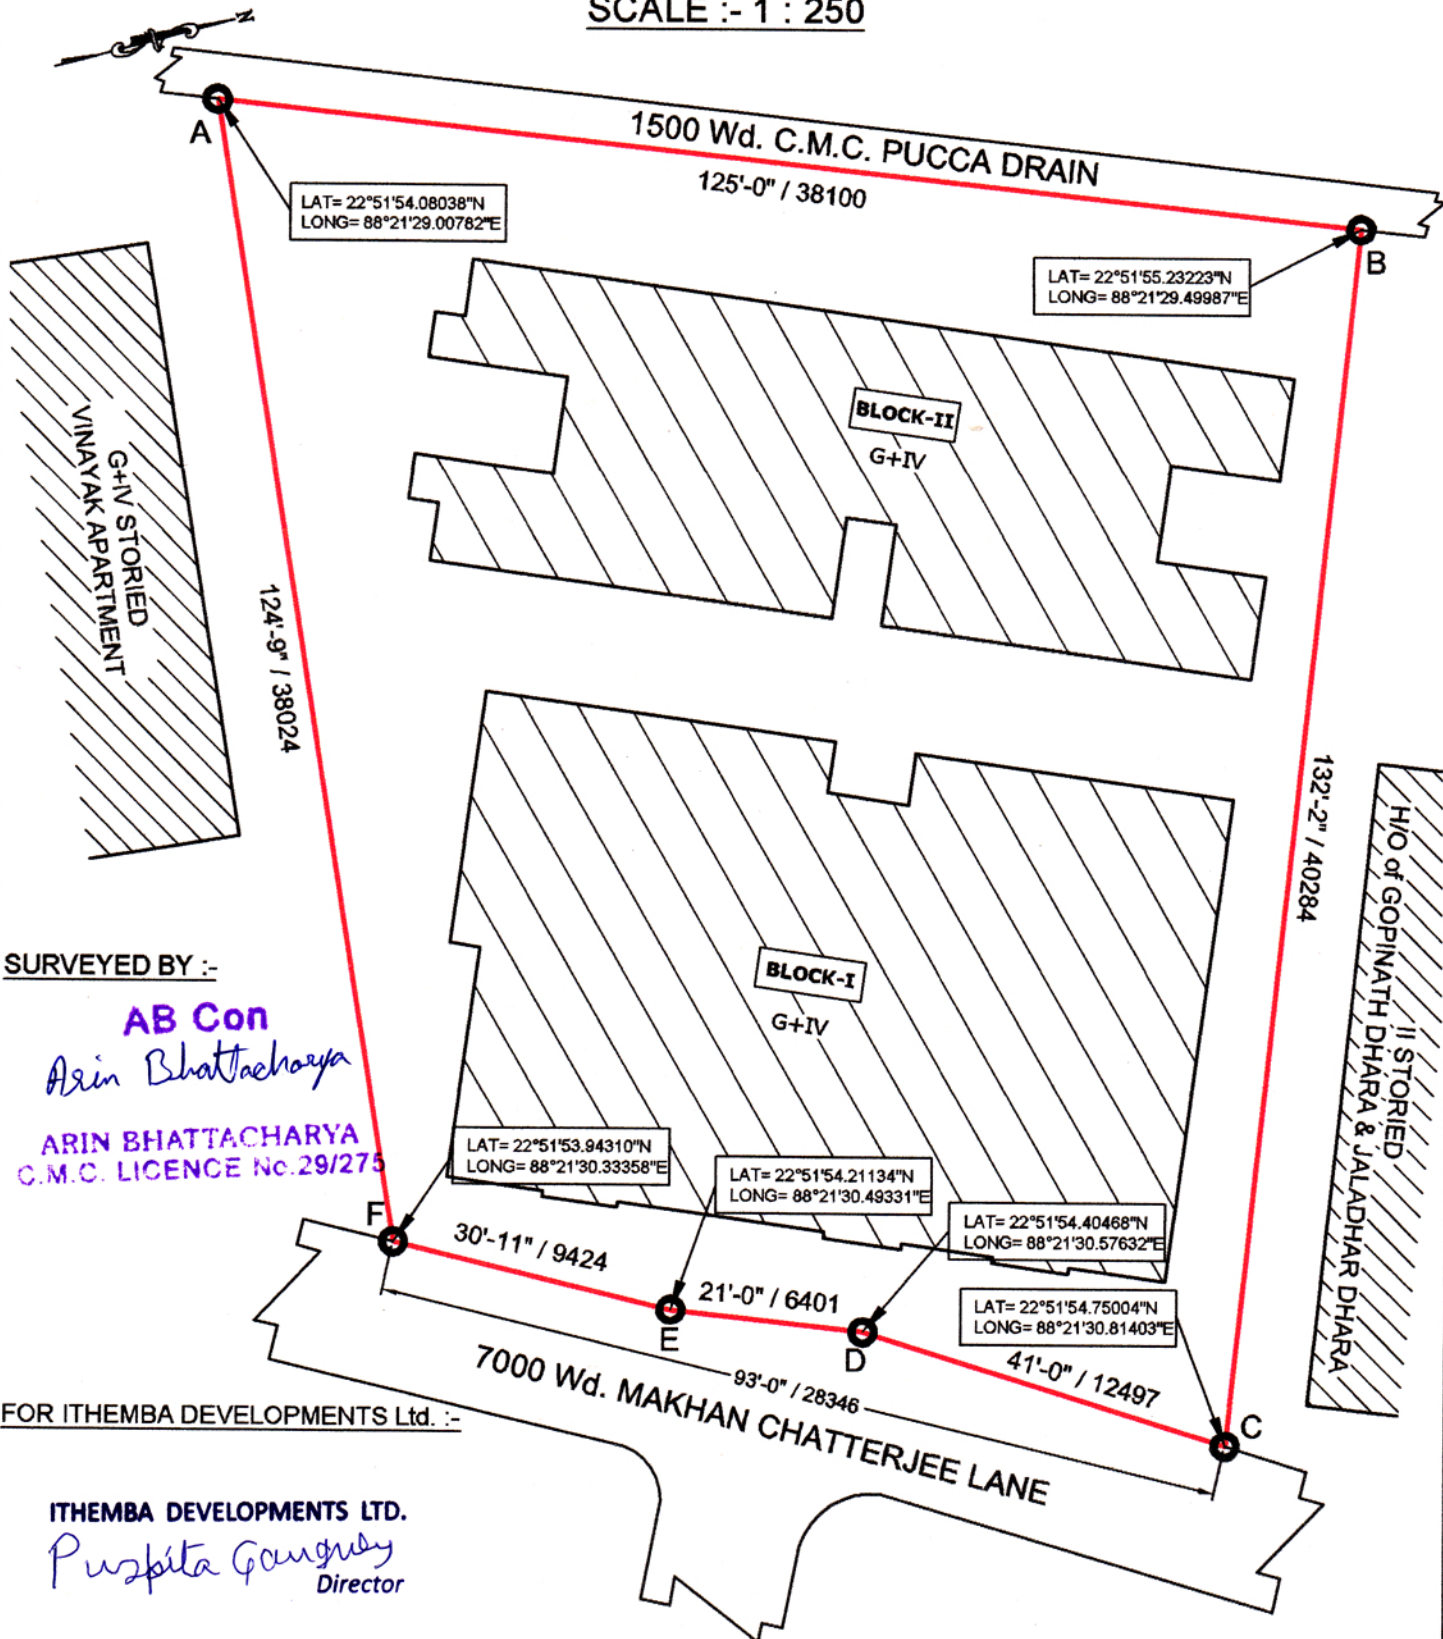 SCALE :- 1 : 250
N
A
1500 Wd. C.M.C. PUCCA DRAIN
125'-0" / 38100
LAT= 22°51'54.08038"N
LONG= 88°21'29.00782"E
B
LAT= 22°51'55.23223"N
LONG= 88°21'29.49987"E
BLOCK-II
G+IV
G+IV STORIED
VINAYAK APARTMENT
124'-9" / 38024
132'-2" / 40284
II STORIED
H/O of GOPINATH DHARA & JALADHAR DHARA
BLOCK-I
G+IV
SURVEYED BY :-
AB Con
Arin Bhattacharya
ARIN BHATTACHARYA
C.M.C. LICENCE No.29/275
LAT= 22°51'53.94310"N
LONG= 88°21'30.33358"E
LAT= 22°51'54.21134"N
LONG= 88°21'30.49331"E
LAT= 22°51'54.40468"N
LONG= 88°21'30.57632"E
LAT= 22°51'54.75004"N
LONG= 88°21'30.81403"E
F
30'-11" / 9424
E
21'-0" / 6401
D
41'-0" / 12497
C
93'-0" / 28346
7000 Wd. MAKHAN CHATTERJEE LANE
FOR ITHEMBA DEVELOPMENTS Ltd. :-
ITHEMBA DEVELOPMENTS LTD.
Puspita Ganguly
Director